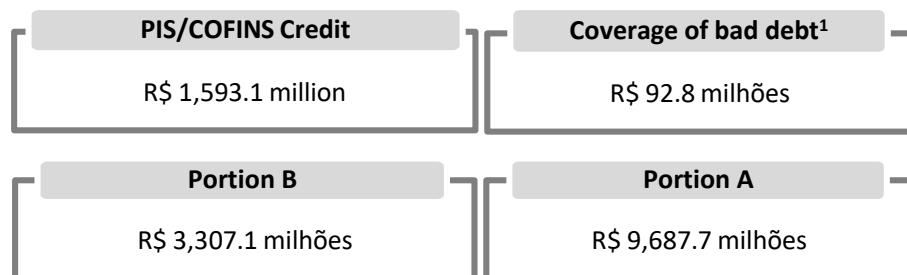 PIS/COFINS Credit
R$ 1,593.1 million
Coverage of bad debt¹
R$ 92.8 milhões
Portion B
R$ 3,307.1 milhões
Portion A
R$ 9,687.7 milhões